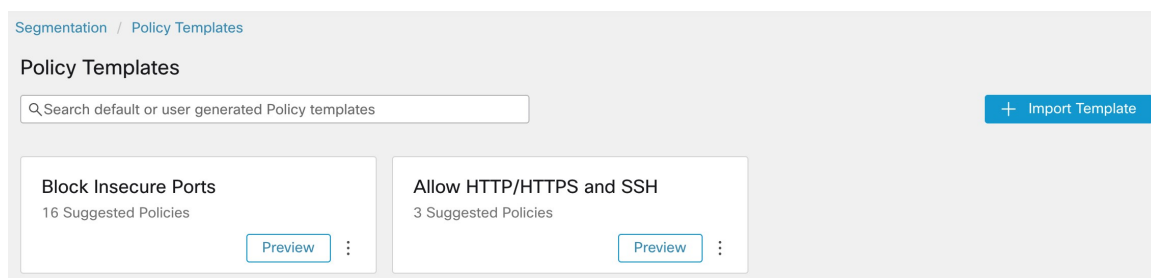 Segmentation / Policy Templates
Policy Templates
Search default or user generated Policy templates
+ Import Template
Block Insecure Ports
16 Suggested Policies
Preview
Allow HTTP/HTTPS and SSH
3 Suggested Policies
Preview